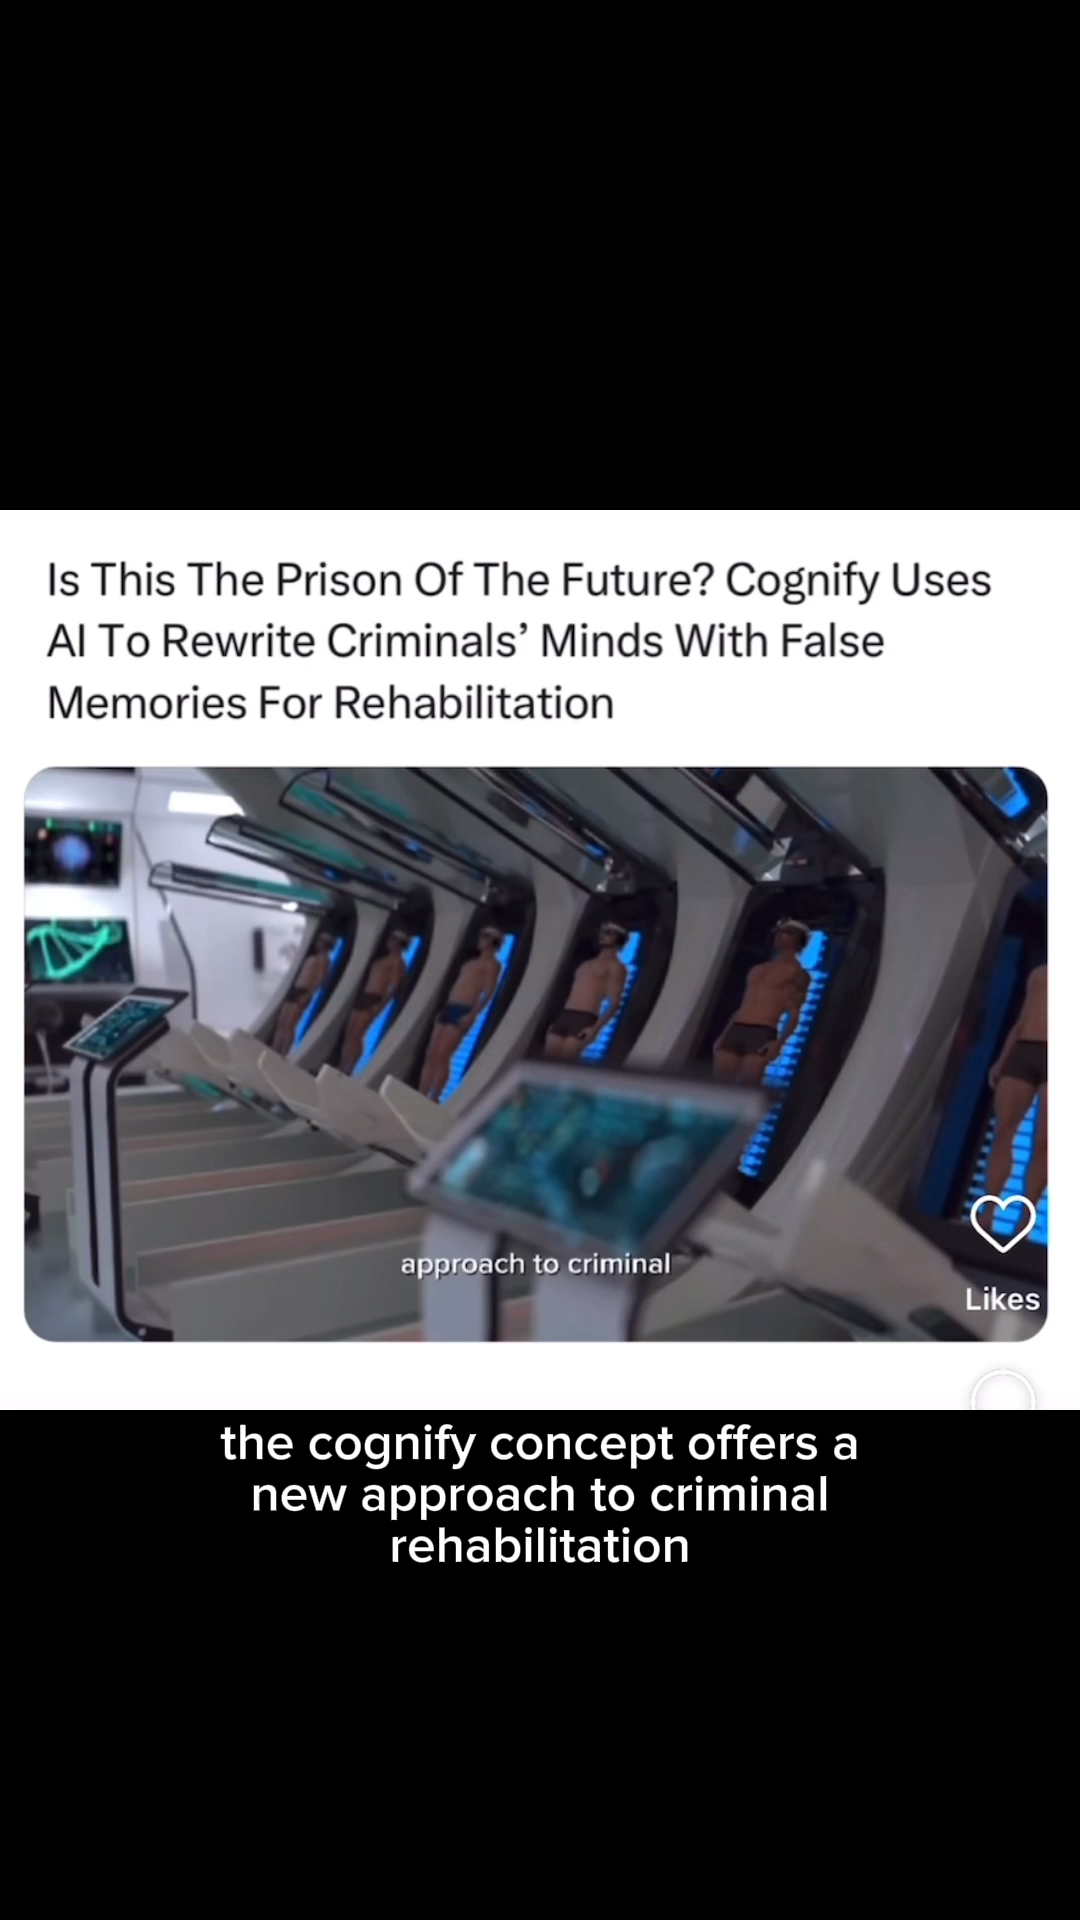 Is This The Prison Of The Future? Cognify Uses
AI To Rewrite Criminals’ Minds With False
Memories For Rehabilitation
approach to criminal
Likes
the cognify concept offers a
new approach to criminal
rehabilitation